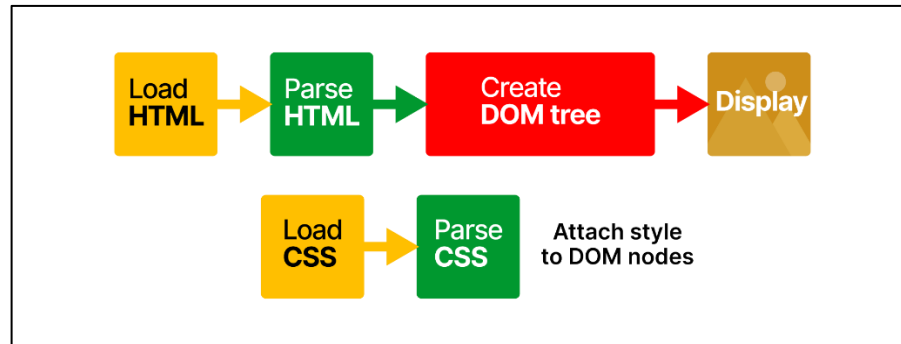 Load
HTML
Parse
HTML
Create
DOM tree
Display
Load
CSS
Parse
CSS
Attach style
to DOM nodes